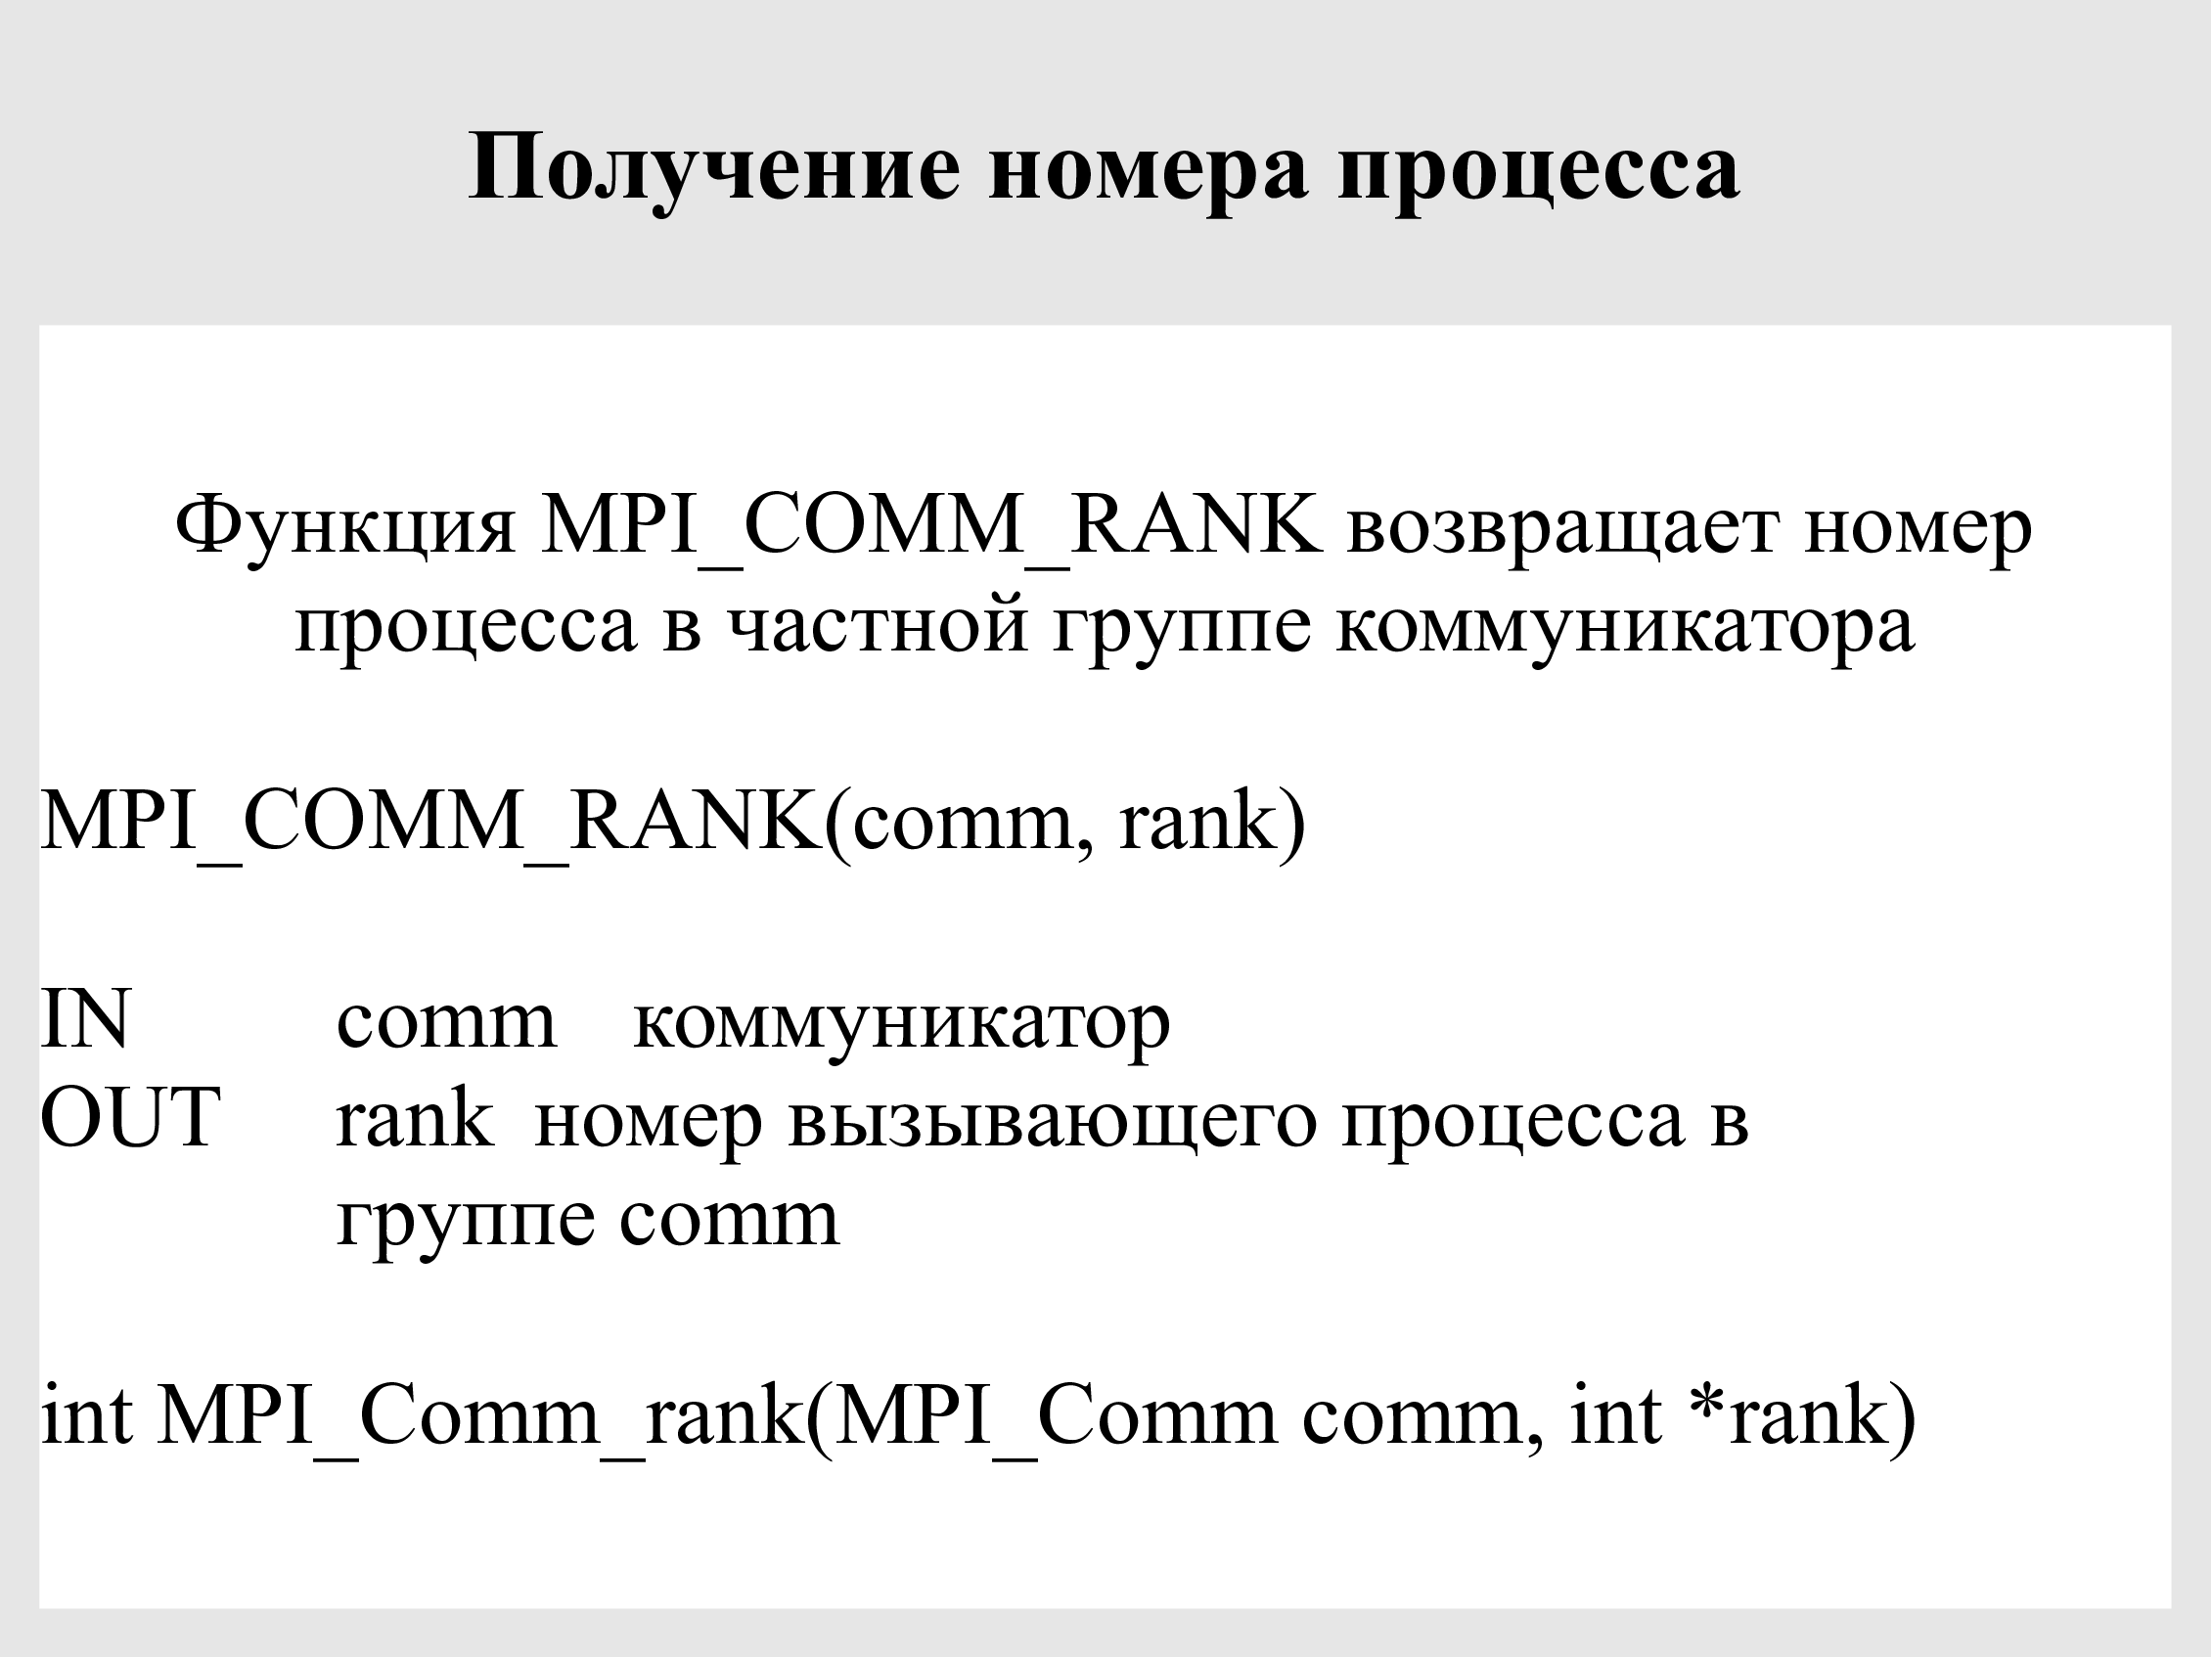 Получение номера процесса
Функция MPI_COMM_RANK возвращает номер
процесса в частной группе коммуникатора
MPI_COMM_RANK(comm, rank)
IN comm коммуникатор
OUT rank номер вызывающего процесса в
группе comm
int MPI_Comm_rank(MPI_Comm comm, int *rank)